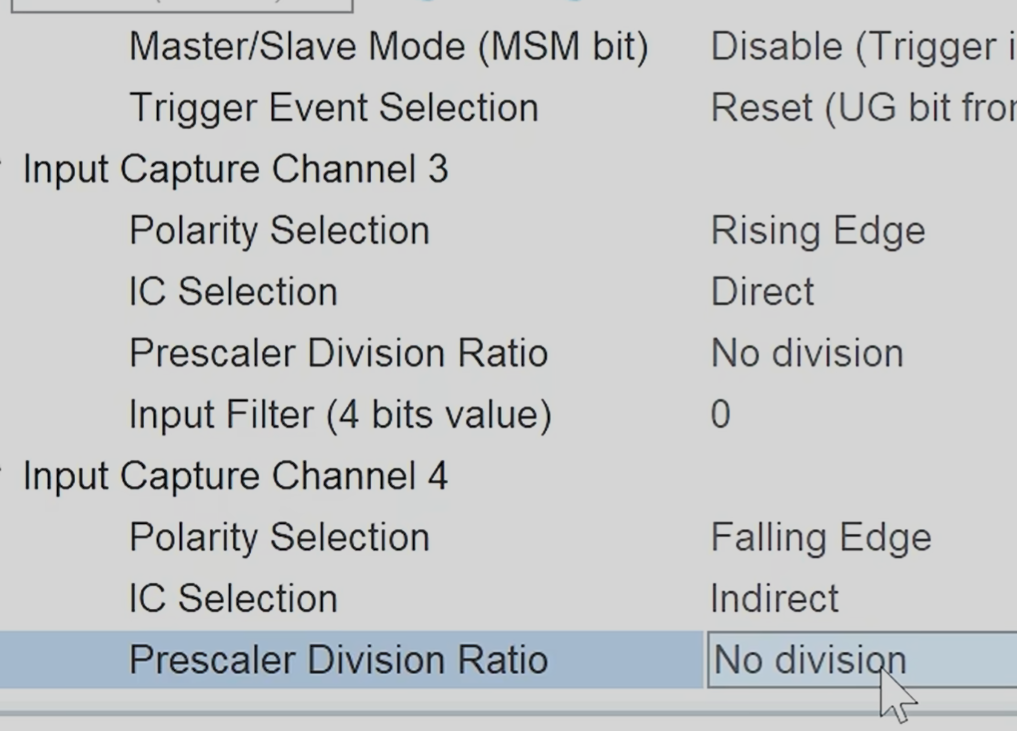 Master/Slave Mode (MSM bit) Disable (Trigger i
Trigger Event Selection Reset (UG bit fro
Input Capture Channel 3
Polarity Selection Rising Edge
IC Selection Direct
Prescaler Division Ratio No division
Input Filter (4 bits value) 0
Input Capture Channel 4
Polarity Selection Falling Edge
IC Selection Indirect
Prescaler Division Ratio No division